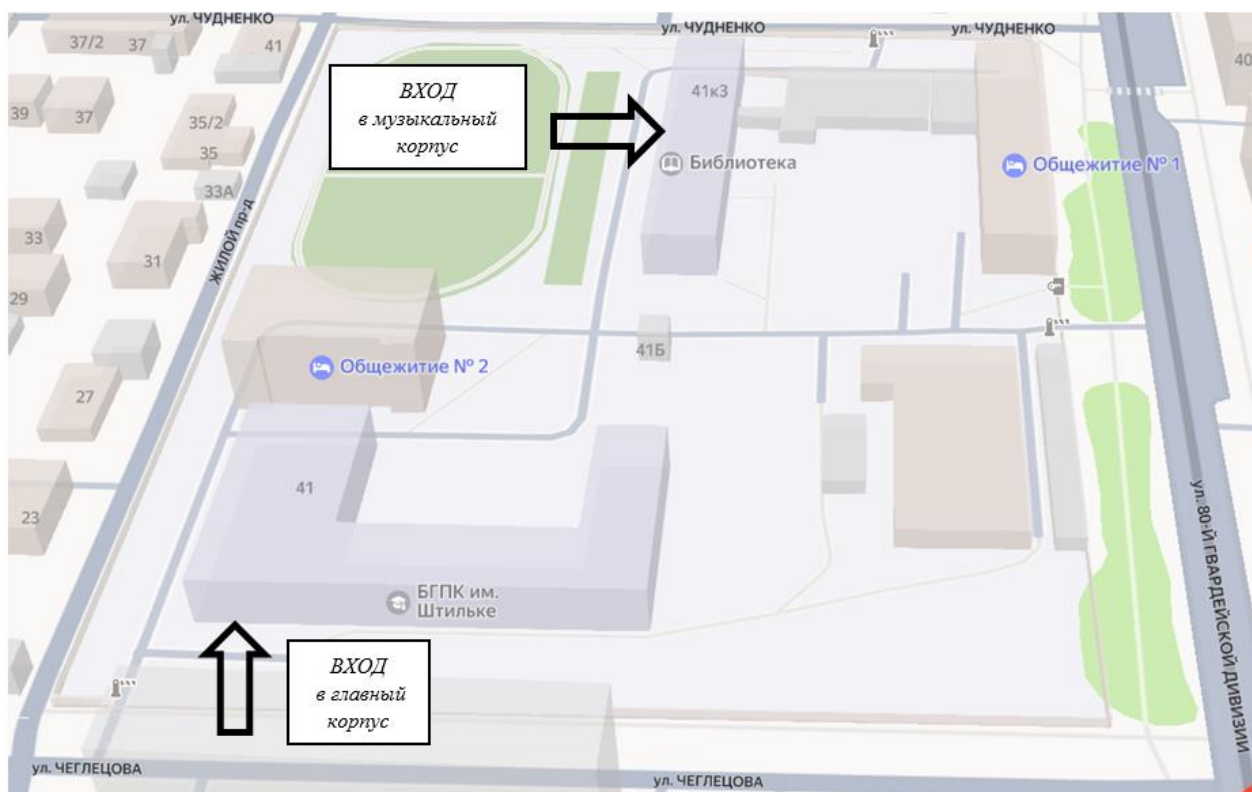 ул. ЧУДНЕНКО
ул. ЧУДНЕНКО
ул. ЧУДНЕНКО
37/2
37
41
40
ВХОД
в музыкальный
корпус
41к3
39
37
35/2
35
Библиотека
Общежитие № 1
33А
33
31
ЖИЛОЙ пр-д
29
41Б
Общежитие № 2
27
41
23
ул. 80-Й ГВАРДЕЙСКОЙ ДИВИЗИИ
БГПК им.
Штильке
ВХОД
в главный
корпус
ул. ЧЕГЛЕЦОВА
ул. ЧЕГЛЕЦОВА